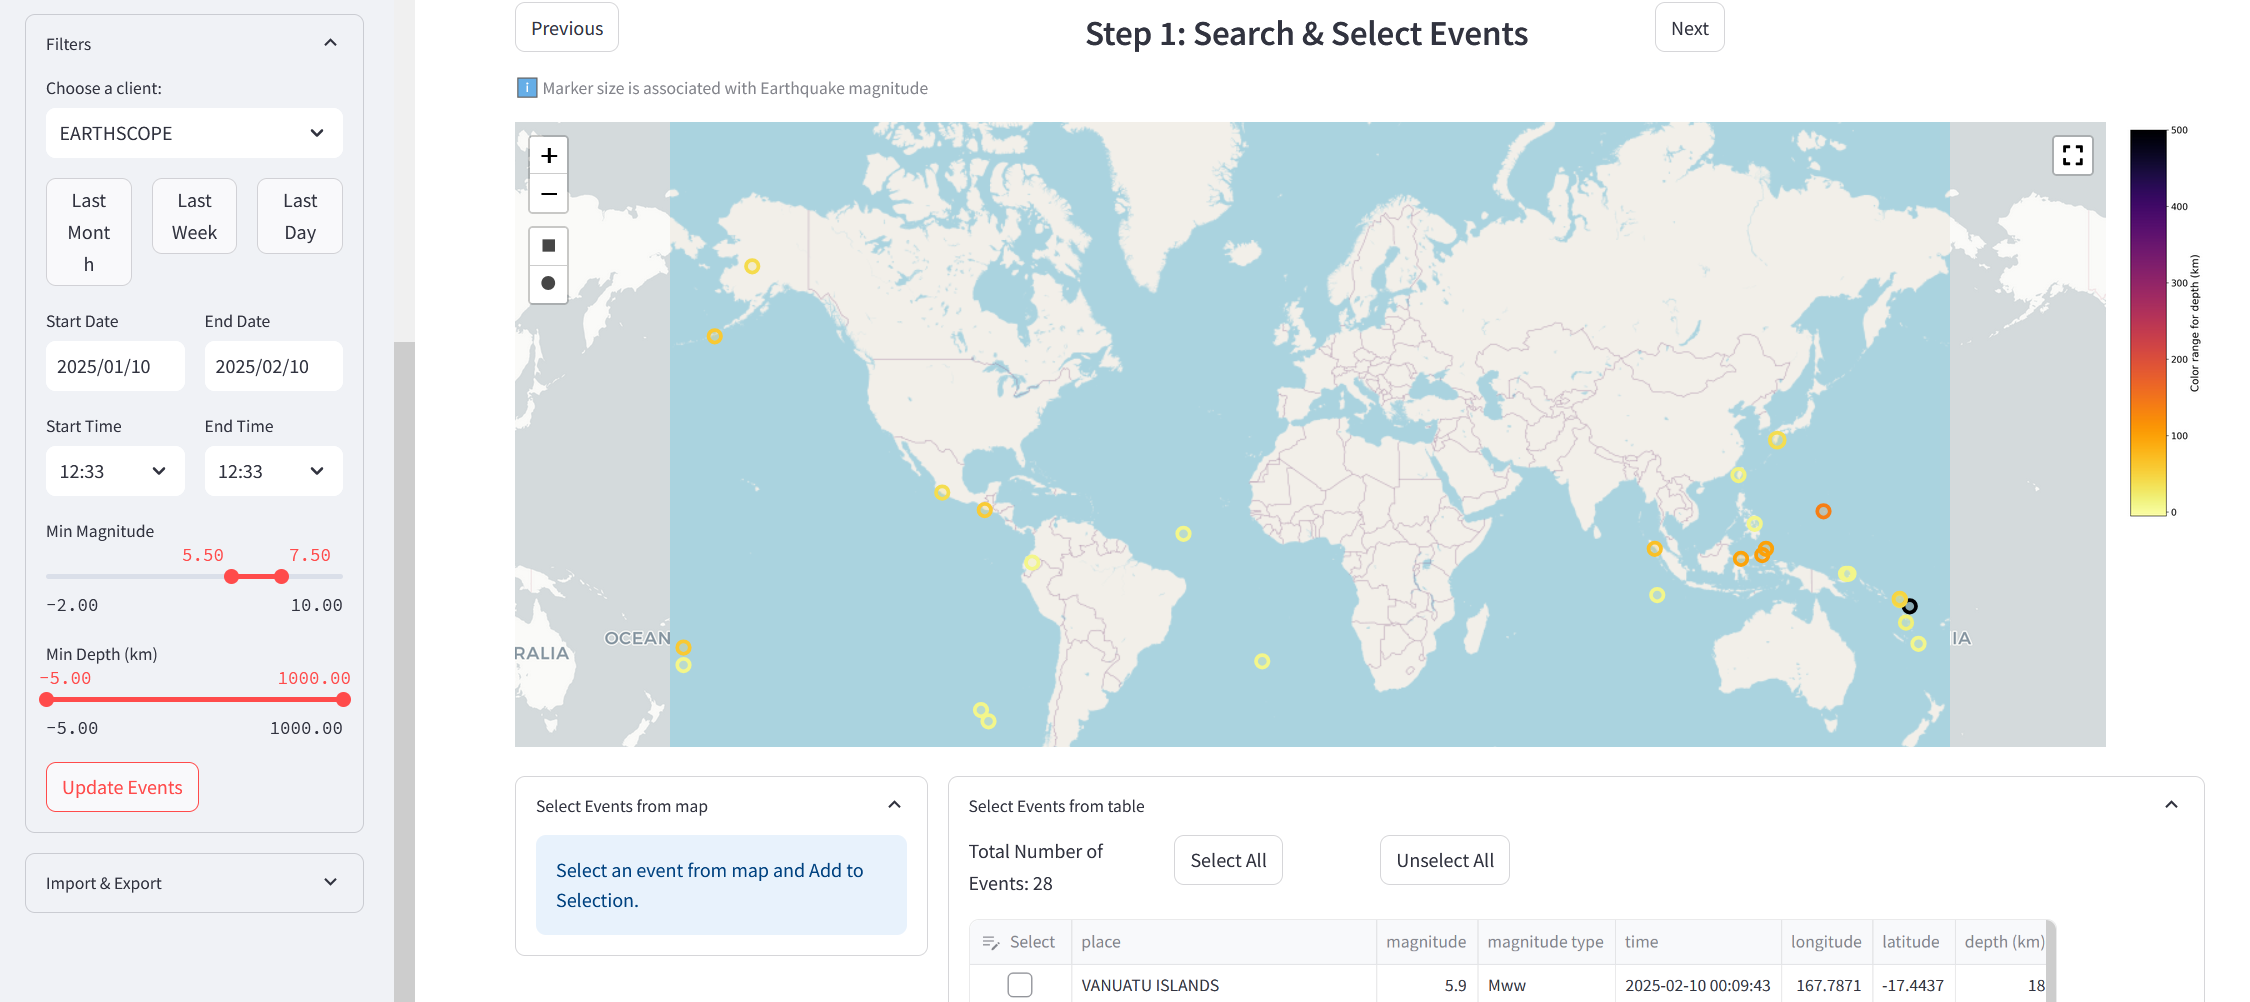 Filters
Choose a client:
EARTHSCOPE
Last
Mont
h
Last
Week
Last
Day
Start Date
End Date
2025/01/10
2025/02/10
Start Time
End Time
12:33
12:33
Min Magnitude
5.50
7.50
-2.00
10.00
Min Depth (km)
-5.00
1000.00
-5.00
1000.00
Update Events
Import & Export
Previous
Step 1: Search & Select Events
Next
i Marker size is associated with Earthquake magnitude
+
−
OCEAN
RALIA
IA
500
400
300
200
100
0
Color range for depth (km)
Select Events from map
Select an event from map and Add to
Selection.
Select Events from table
Total Number of
Events: 28
Select All
Unselect All
Select place magnitude magnitude type time longitude latitude depth (km)
VANUATU ISLANDS 5.9 Mww 2025-02-10 00:09:43 167.7871 -17.4437 18